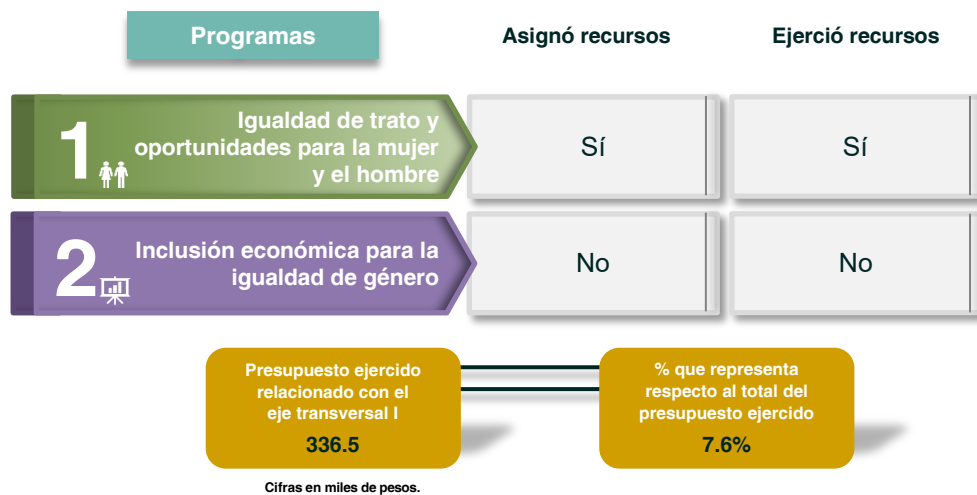 Programas
Asignó recursos
Ejerció recursos
1
Igualdad de trato y
oportunidades para la mujer
y el hombre
Sí
Sí
2
Inclusión económica para la
igualdad de género
No
No
Presupuesto ejercido
relacionado con el
eje transversal I
336.5
% que representa
respecto al total del
presupuesto ejercido
7.6%
Cifras en miles de pesos.